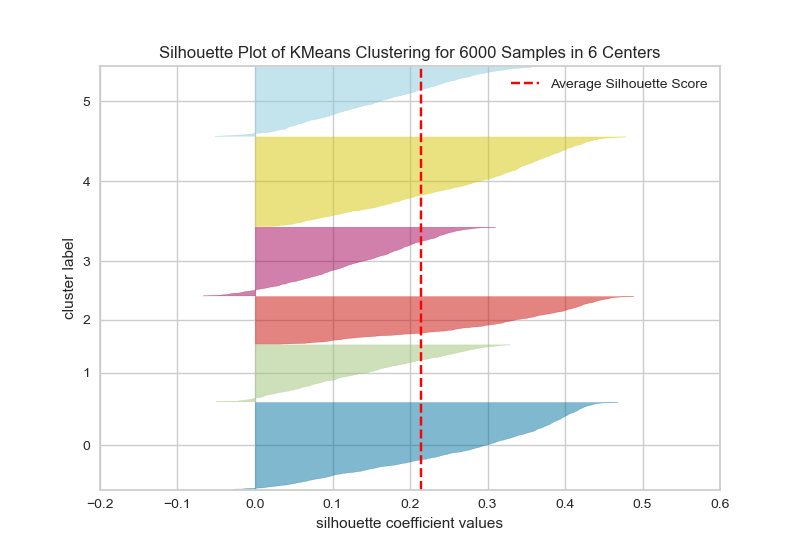 Silhouette Plot of KMeans Clustering for 6000 Samples in 6 Centers
Average Silhouette Score
cluster label
5
4
3
2
1
0
−0.2 −0.1 0.0 0.1 0.2 0.3 0.4 0.5 0.6
silhouette coefficient values